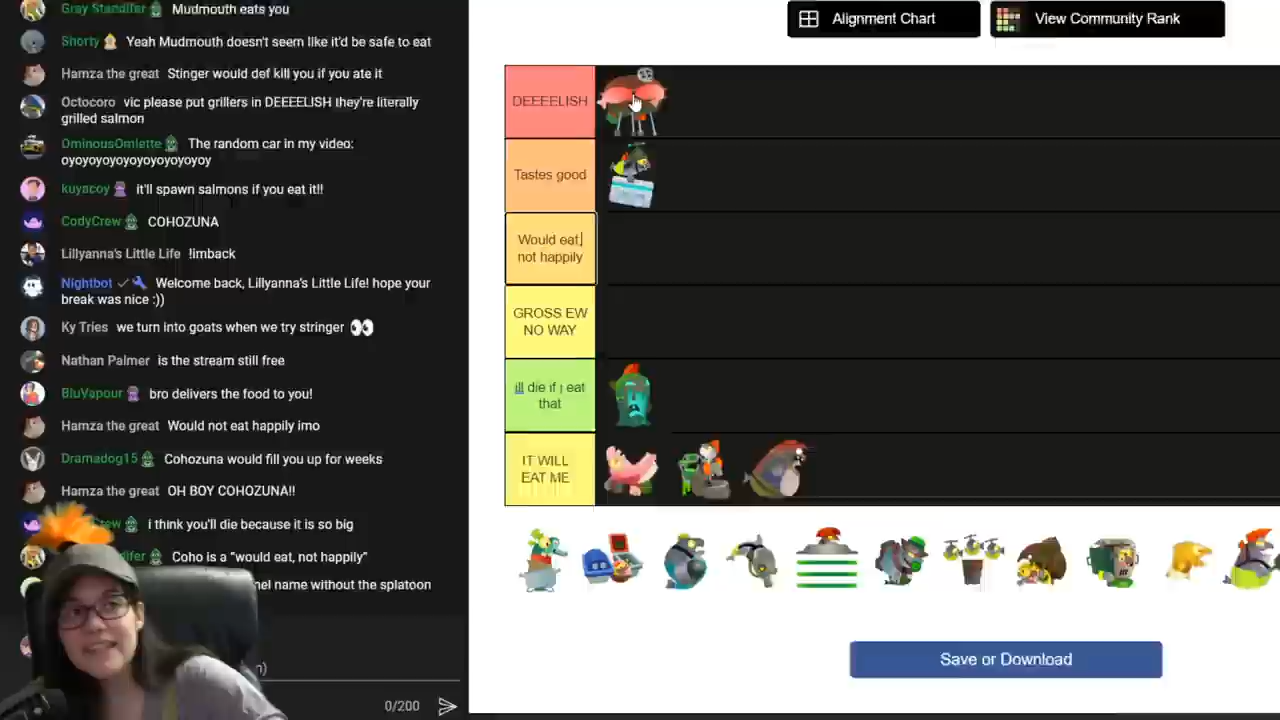 Gray Standifer Mudmouth eats you
Shorty Yeah Mudmouth doesn't seem like it'd be safe to eat
Hamza the great Stinger would def kill you if you ate it
Octocoro vic please put grillers in DEEEELISH they're literally
grilled salmon
OminousOmlette The random car in my video:
oyoyoyoyoyoyoyoyoyoy
kuyacoy it'll spawn salmons if you eat it!!
CodyCrew COHOZUNA
Lillyanna's Little Life !imback
Nightbot Welcome back, Lillyanna's Little Life! hope your
break was nice :))
Ky Tries we turn into goats when we try stringer 👀
Nathan Palmer is the stream still free
BluVapour bro delivers the food to you!
Hamza the great Would not eat happily imo
Dramadog15 Cohozuna would fill you up for weeks
Hamza the great OH BOY COHOZUNA!!
i think you'll die because it is so big
Coho is a "would eat, not happily"
name without the splatoon
0/200
Alignment Chart
View Community Rank
DEEEELISH
Tastes good
Would eat,
not happily
GROSS EW
NO WAY
ill die if i eat
that
IT WILL
EAT ME
Save or Download